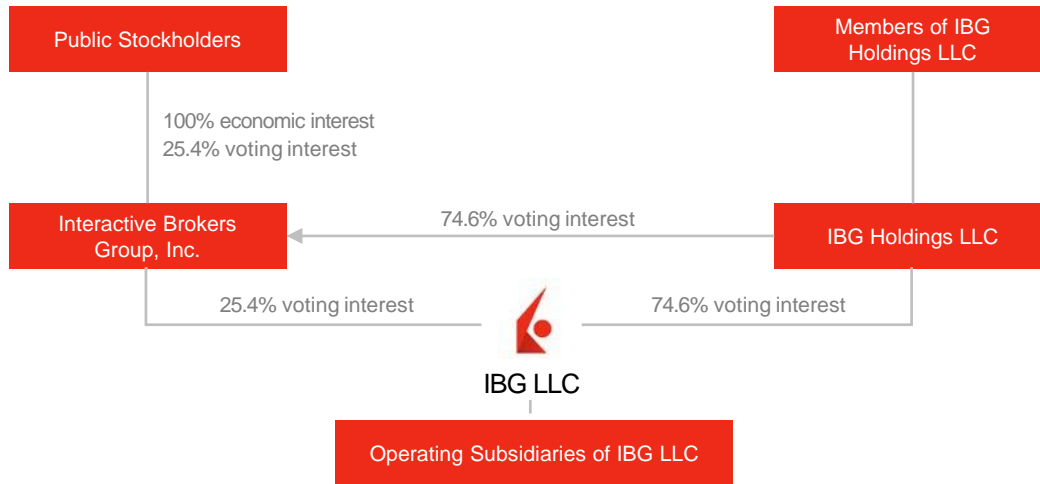 Public Stockholders
Members of IBG
Holdings LLC
100% economic interest
25.4% voting interest
Interactive Brokers
Group, Inc.
74.6% voting interest
IBG Holdings LLC
25.4% voting interest
74.6% voting interest
IBG LLC
Operating Subsidiaries of IBG LLC